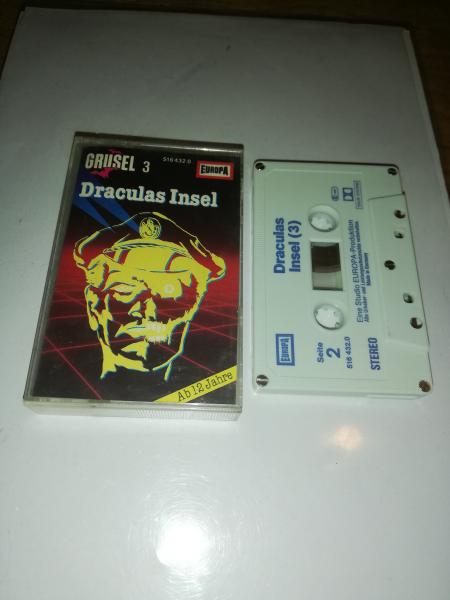 GRUSEL 3
516 432.0
EUROPA
Draculas Insel
Ab 12 Jahre
Draculas
Insel (3)
Eine Studio EUROPA-Produktion
Made in Germany
EUROPA
Seite
2
516 432.0
STEREO